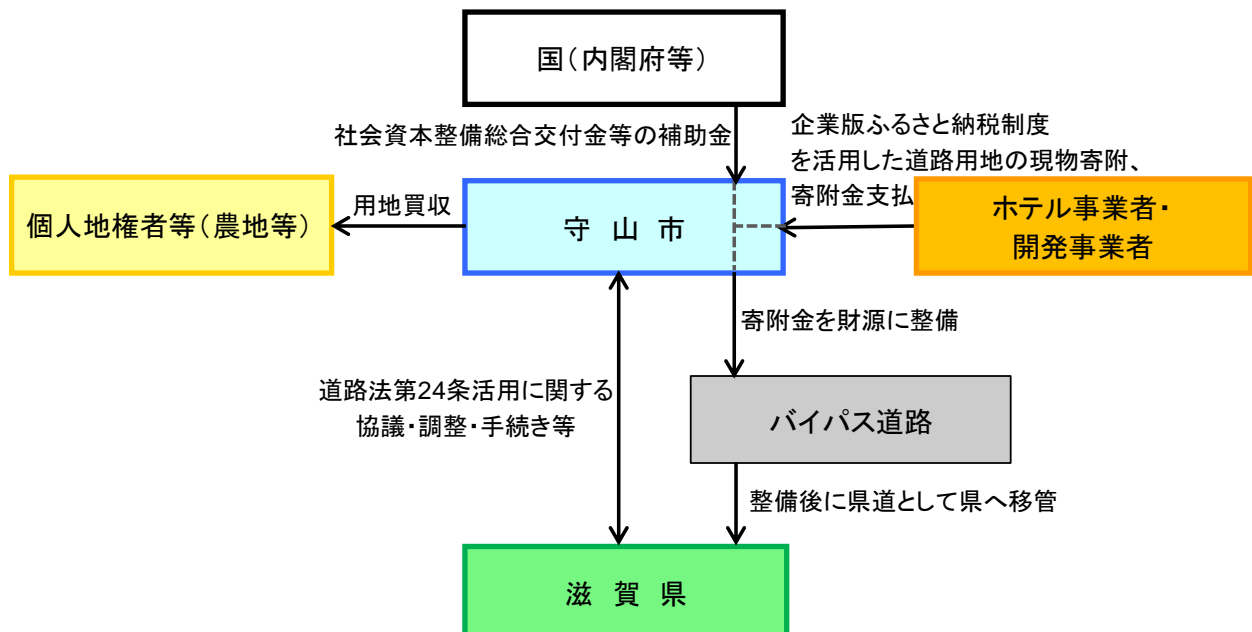 国（内閣府等）
社会資本整備総合交付金等の補助金
企業版ふるさと納税制度
を活用した道路用地の現物寄附、
寄附金支払
個人地権者等（農地等）
用地買収
守　山　市
ホテル事業者・
開発事業者
寄附金を財源に整備
道路法第24条活用に関する
協議・調整・手続き等
バイパス道路
整備後に県道として県へ移管
滋　賀　県